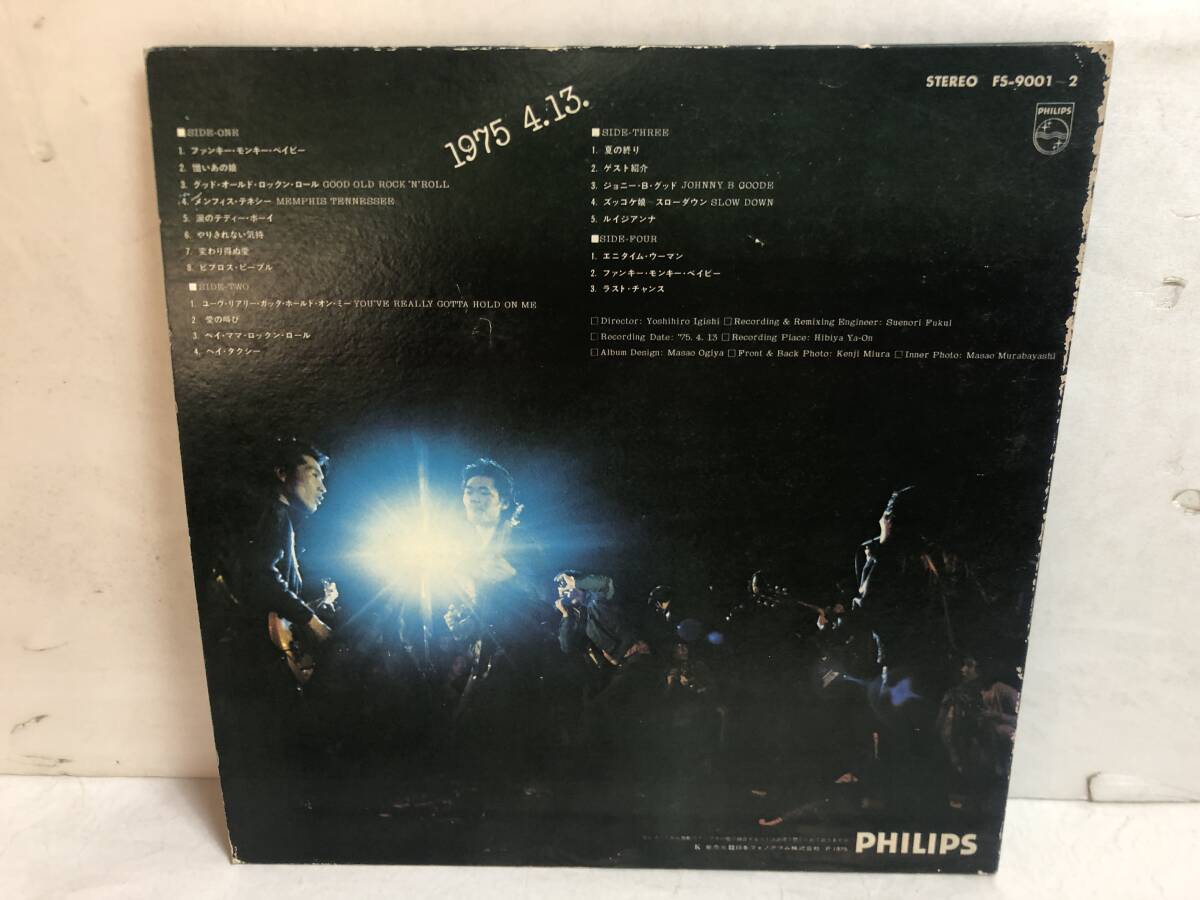 1975 4.13.
STEREO FS-9001~2
PHILIPS
■SIDE-ONE
1. ファンキー・モンキー・ベイビー
2. 憎いあの娘
3. グッド・オールド・ロックン・ロール GOOD OLD ROCK'N'ROLL
4. メンフィス・テネシー MEMPHIS TENNESSEE
5. 涙のテディー・ボーイ
6. やりきれない気持
7. 変わり得ぬ愛
8. ビブロス・ピープル
■SIDE-TWO
1. ユーヴ・リアリー・ガッタ・ホールド・オン・ミー YOU'VE REALLY GOTTA HOLD ON ME
2. 愛の叫び
3. ヘイ・ママ・ロックン・ロール
4. ヘイ・タクシー
■SIDE-THREE
1. 夏の終り
2. ゲスト紹介
3. ジョニー・B・グッド JOHNNY B GOODE
4. ズッコケ娘~スローダウン SLOW DOWN
5. ルイジアンナ
■SIDE-FOUR
1. エニタイム・ウーマン
2. ファンキー・モンキー・ベイビー
3. ラスト・チャンス
□Director: Yoshihiro Igishi □Recording & Remixing Engineer: Suenori Fukui
□Recording Date: '75. 4. 13 □Recording Place: Hibiya Ya-On
□Album Design: Masao Ogiya □Front & Back Photo: Kenji Miura □Inner Photo: Masao Murabayashi
日本フォノグラム株式会社 ℗ 1975
PHILIPS